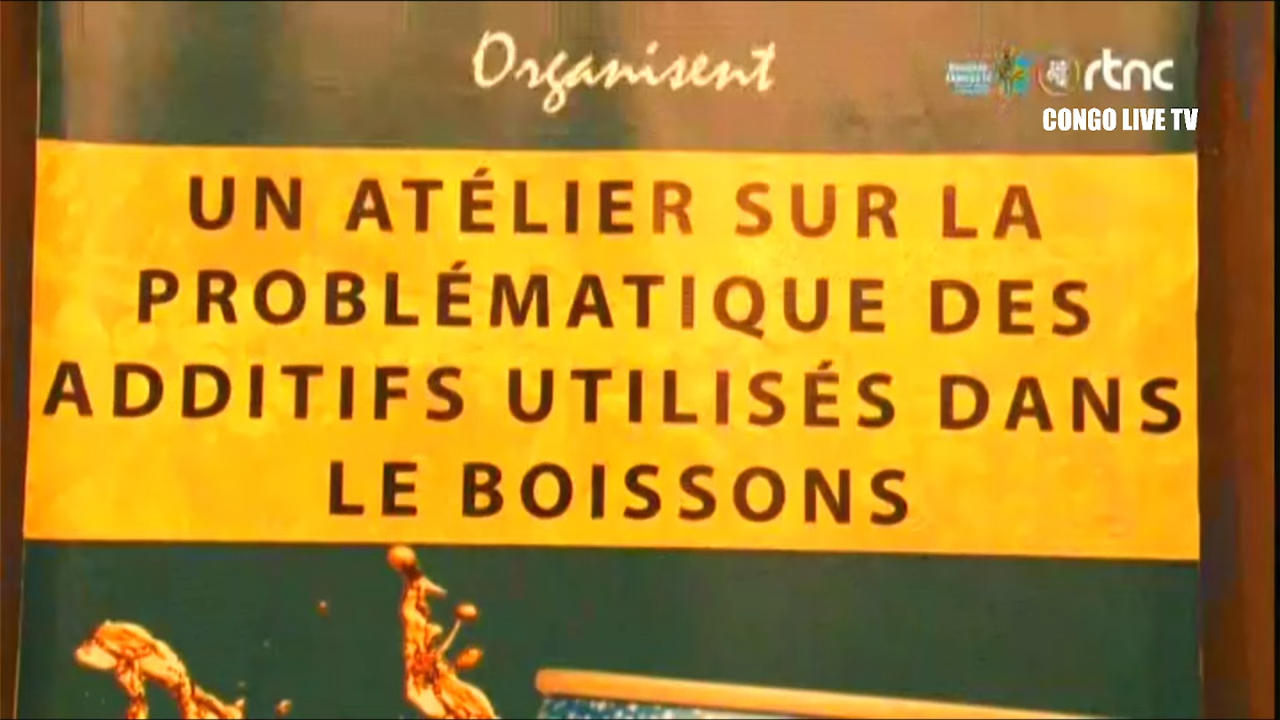 Organisent
rtnc
CONGO LIVE TV
UN ATÉLIER SUR LA
PROBLÉMATIQUE DES
ADDITIFS UTILISÉS DANS
LE BOISSONS